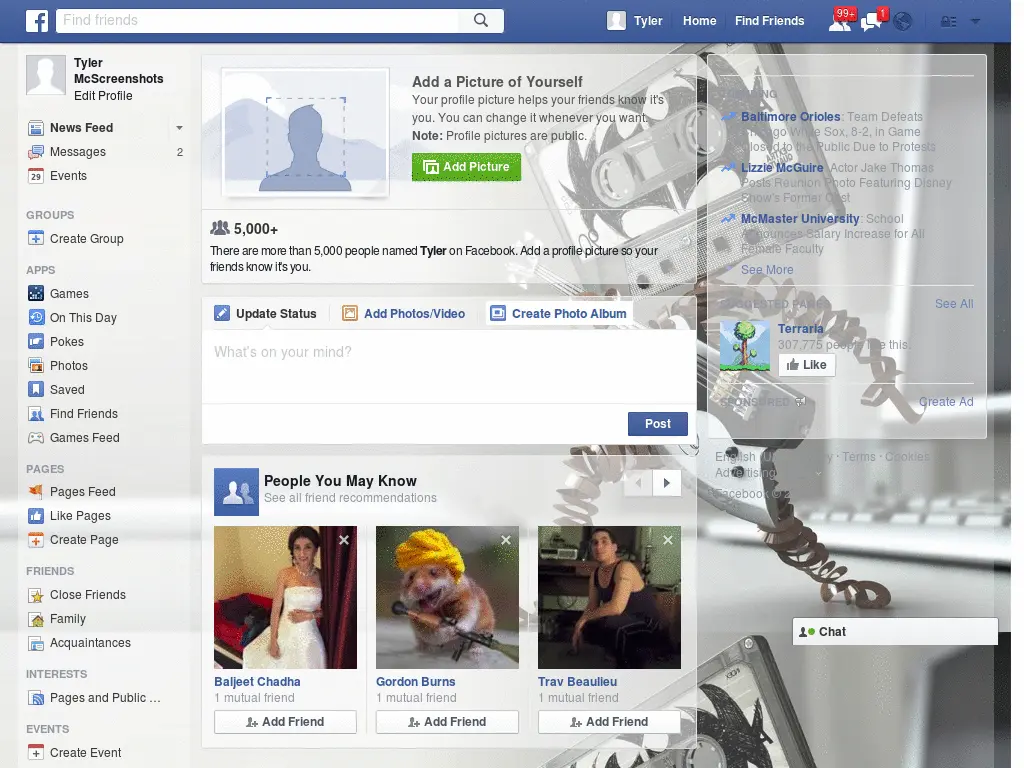 f
Find friends
Tyler
Home
Find Friends
99+
1
Tyler
McScreenshots
Edit Profile
News Feed
Messages
2
29
Events
GROUPS
Create Group
APPS
Games
On This Day
Pokes
Photos
Saved
Find Friends
Games Feed
PAGES
Pages Feed
Like Pages
Create Page
FRIENDS
Close Friends
Family
Acquaintances
INTERESTS
Pages and Public ...
EVENTS
Create Event
Add a Picture of Yourself
Your profile picture helps your friends know it's
you. You can change it whenever you want.
Note: Profile pictures are public.
Add Picture
5,000+
There are more than 5,000 people named Tyler on Facebook. Add a profile picture so your
friends know it's you.
Update Status
Add Photos/Video
Create Photo Album
What's on your mind?
Post
People You May Know
See all friend recommendations
Baljeet Chadha
1 mutual friend
Add Friend
Gordon Burns
1 mutual friend
Add Friend
Trav Beaulieu
1 mutual friend
Add Friend
Baltimore Orioles: Team Defeats
Chicago White Sox, 8-2, in Game
Closed to the Public Due to Protests
Lizzie McGuire: Actor Jake Thomas
Posts Reunion Photo Featuring Disney
Show's Former Cast
McMaster University: School
Announces Salary Increase for All
Female Faculty
See More
SUGGESTED PAGES
See All
Terraria
307,775 people like this.
Like
SPONSORED
Create Ad
English
· Terms · Cookies
Advertising
Facebook ©
Chat